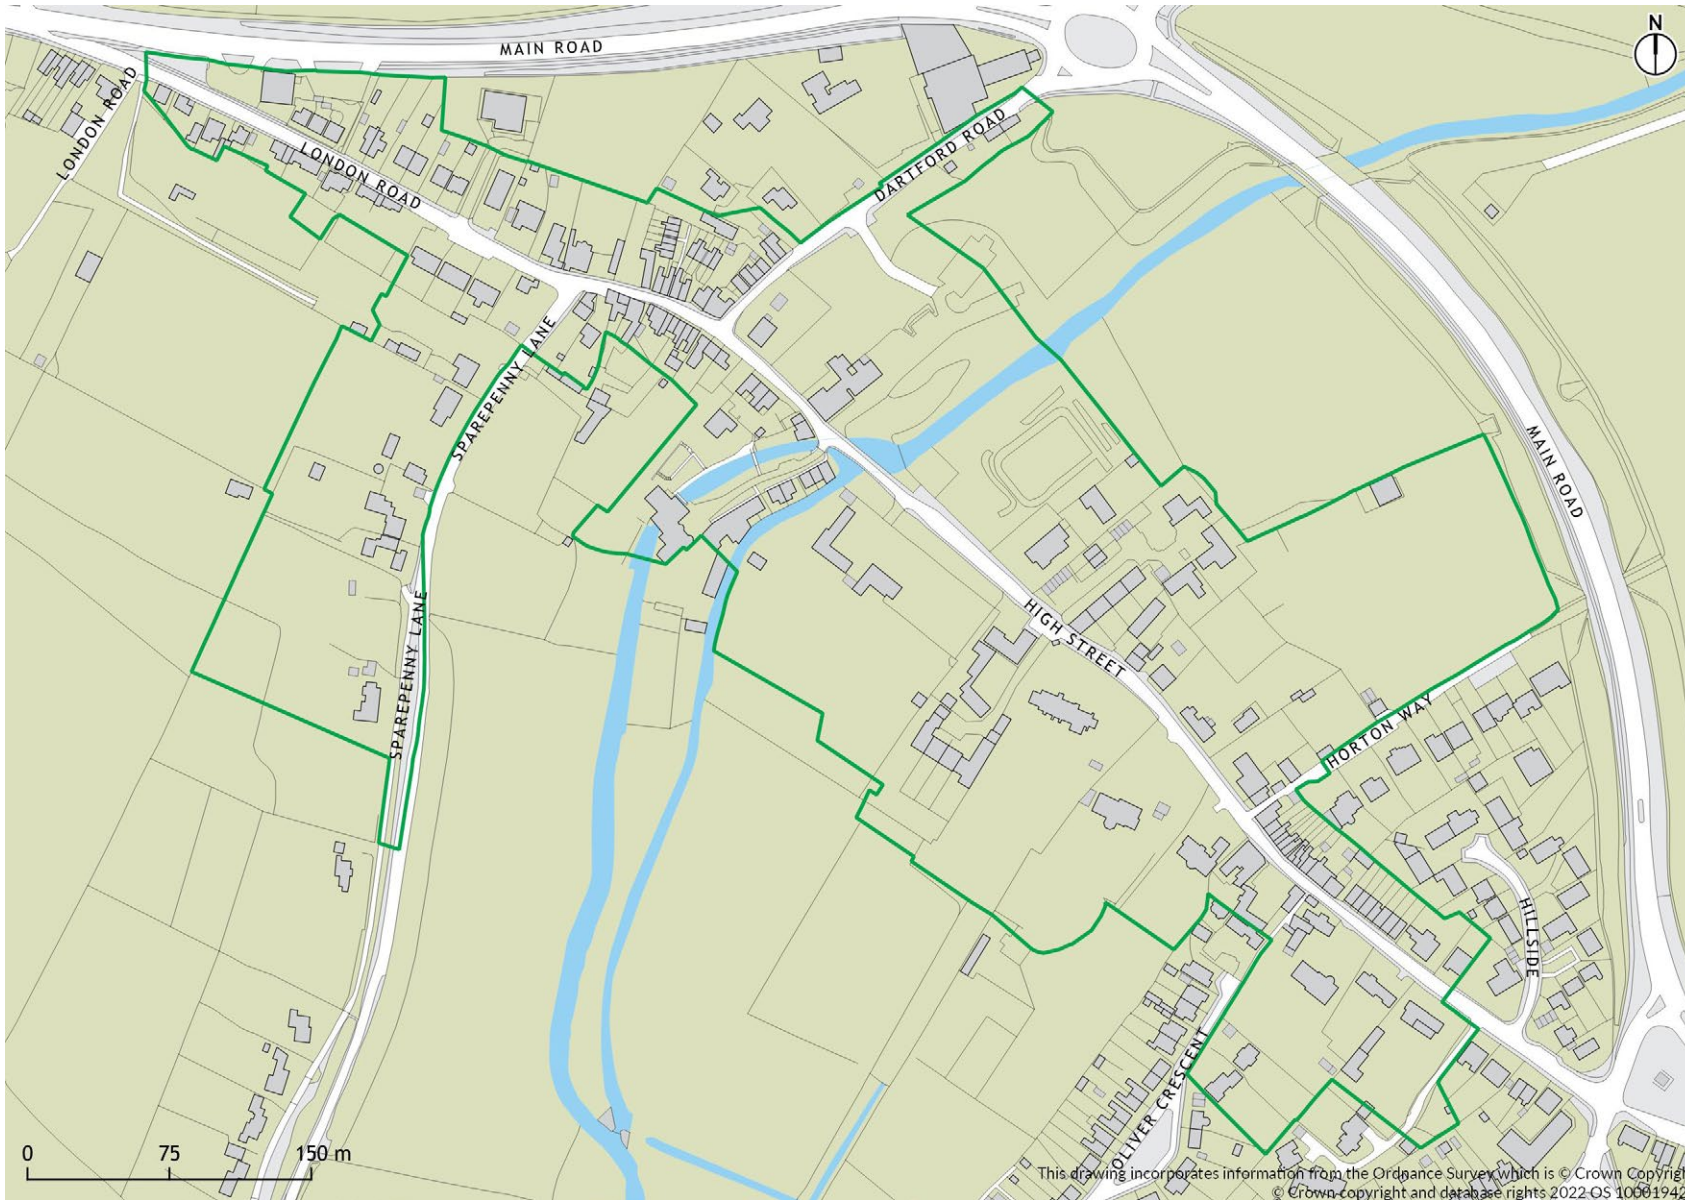 MAIN ROAD
N
LONDON ROAD
LONDON ROAD
DARTFORD ROAD
SPAREPENNY LANE
MAIN ROAD
HIGH STREET
SPAREPENNY LANE
HORTON WAY
HILLSIDE
OLIVER CRESCENT
0 75 150 m
This drawing incorporates information from the Ordnance Survey which is © Crown Copyrigh
© Crown copyright and database rights 2022 OS 10001942